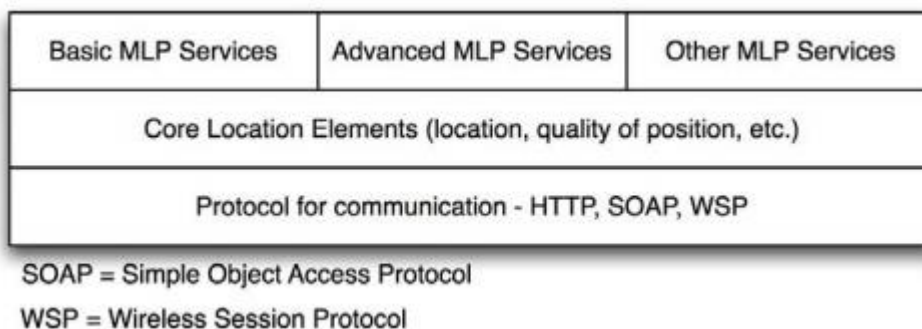 Basic MLP Services
Advanced MLP Services
Other MLP Services
Core Location Elements (location, quality of position, etc.)
Protocol for communication - HTTP, SOAP, WSP
SOAP = Simple Object Access Protocol
WSP = Wireless Session Protocol